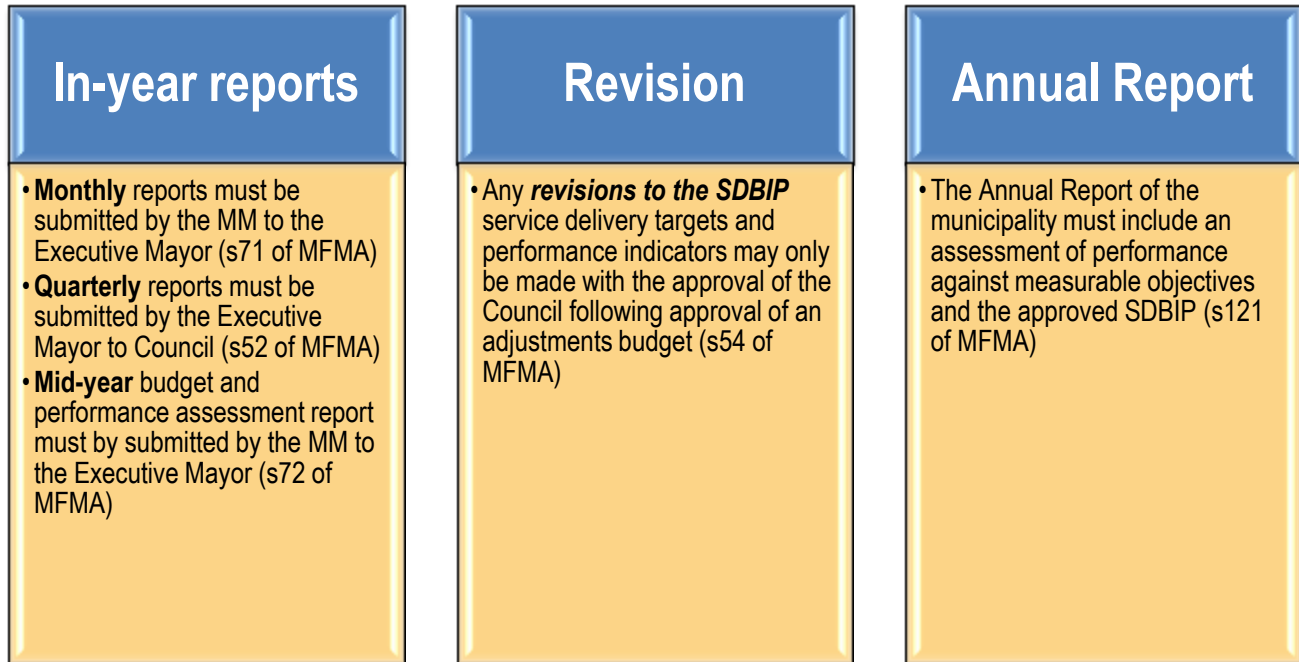 In-year reports
• Monthly reports must be
submitted by the MM to the
Executive Mayor (s71 of MFMA)
• Quarterly reports must be
submitted by the Executive
Mayor to Council (s52 of MFMA)
• Mid-year budget and
performance assessment report
must by submitted by the MM to
the Executive Mayor (s72 of
MFMA)
Revision
• Any revisions to the SDBIP
service delivery targets and
performance indicators may only
be made with the approval of the
Council following approval of an
adjustments budget (s54 of
MFMA)
Annual Report
• The Annual Report of the
municipality must include an
assessment of performance
against measurable objectives
and the approved SDBIP (s121
of MFMA)